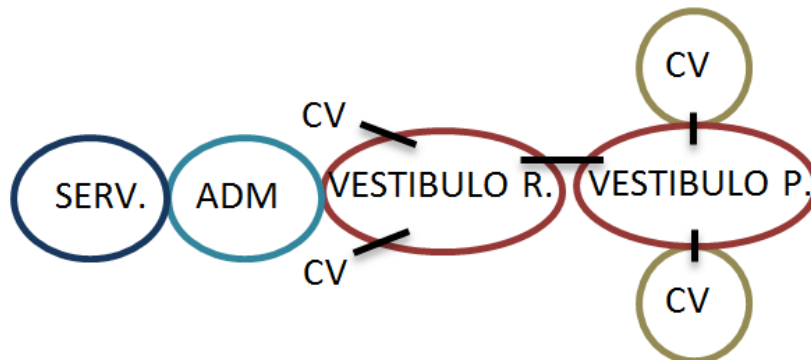 CV
CV
SERV.
ADM
VESTIBULO R.
VESTIBULO P.
CV
CV